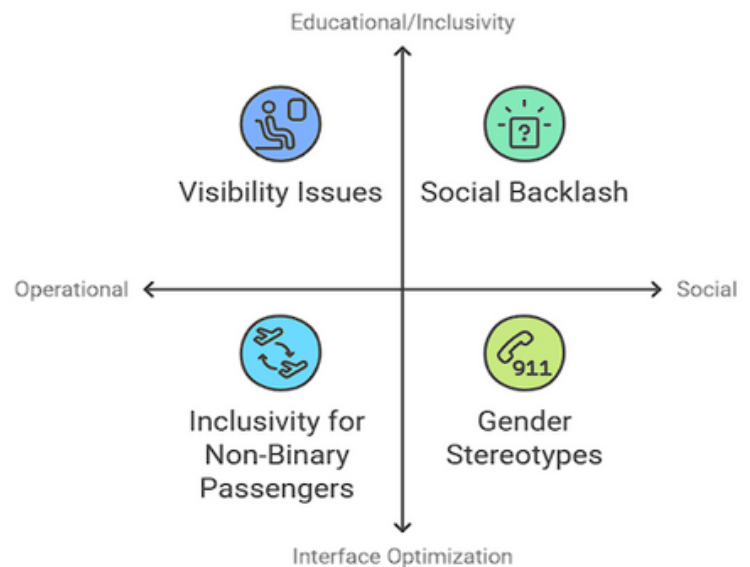 Educational/Inclusivity
?
Visibility Issues
Social Backlash
Operational
Social
911
Inclusivity for
Non-Binary
Passengers
Gender
Stereotypes
Interface Optimization